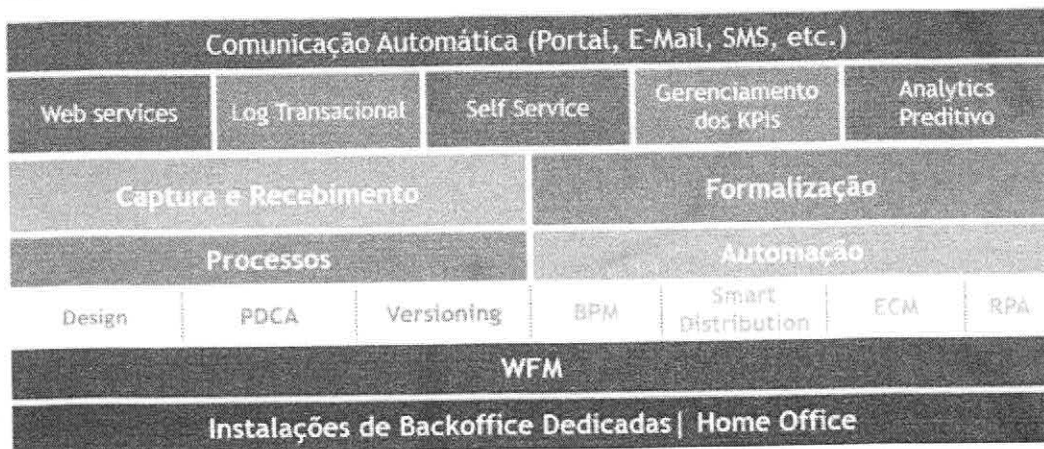 Comunicação Automática (Portal, E-Mail, SMS, etc.)
Web services
Log Transacional
Self Service
Gerenciamento
dos KPIs
Analytics
Preditivo
Captura e Recebimento
Formalização
Processos
Automação
Design
PDCA
Versioning
BPM
Smart
Distribution
ECM
RPA
WFM
Instalações de Backoffice Dedicadas| Home Office